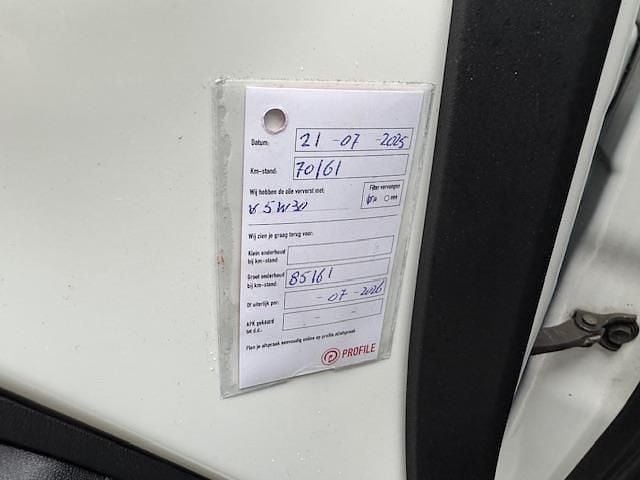 Datum: 21 -07 -2025
Km-stand: 70161
Wij hebben de olie ververst met: Filter vervangen
5W30 nee
Wij zien je graag terug voor:
Klein onderhoud
bij km-stand:
Groot onderhoud
bij km-stand: 85161
Of uiterlijk per: - 07 - 2026
APK gekeurd
tot d.d.: - -
Plan je afspraak eenvoudig online op profile.nl/afspraak
PROFILE